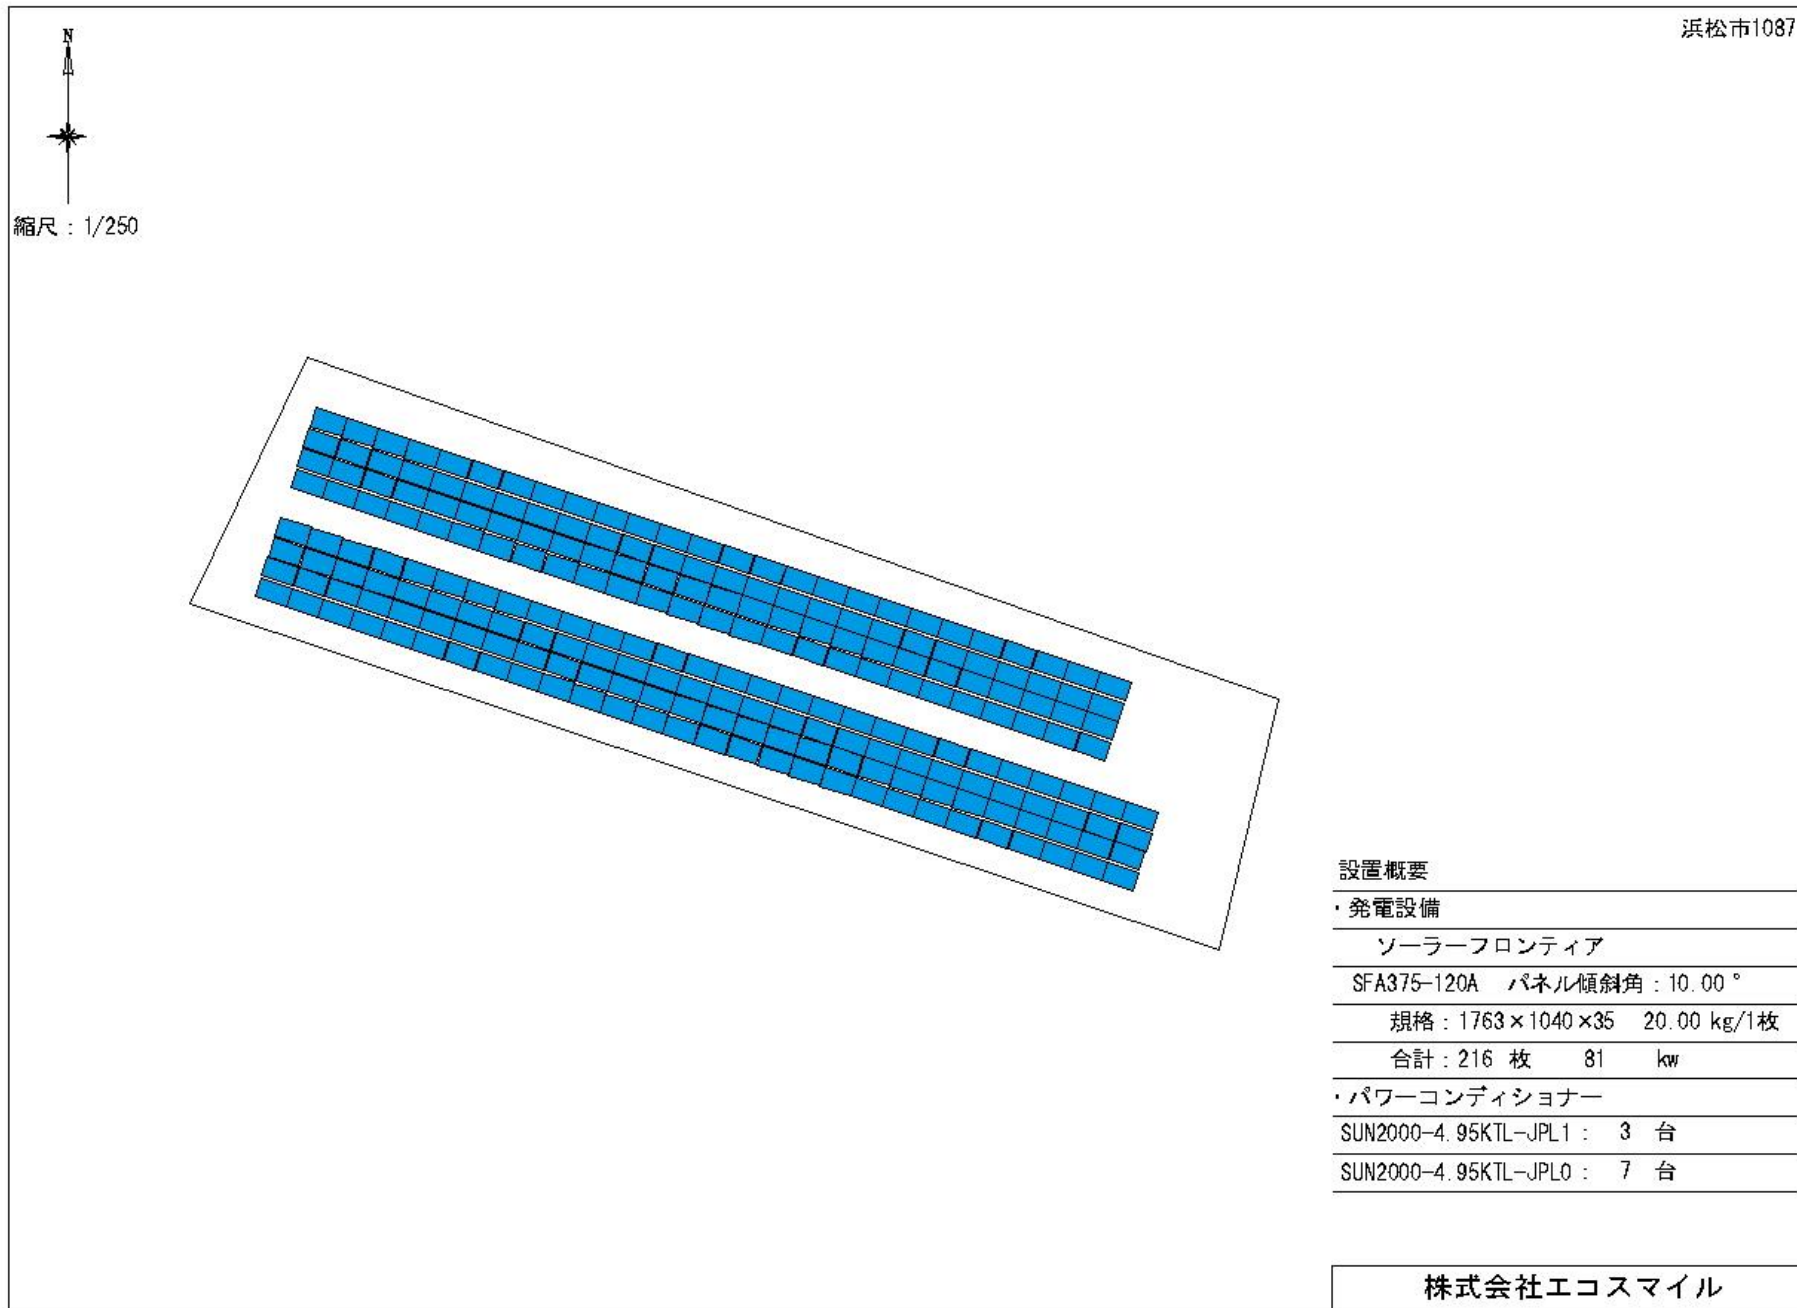 浜松市1087
N
縮尺：1/250
設置概要
・発電設備
ソーラーフロンティア
SFA375-120A パネル傾斜角：10.00°
規格：1763×1040×35 20.00 kg/1枚
合計：216 枚 81 kw
・パワーコンディショナー
SUN2000-4.95KTL-JPL1： 3 台
SUN2000-4.95KTL-JPL0： 7 台
株式会社エコスマイル